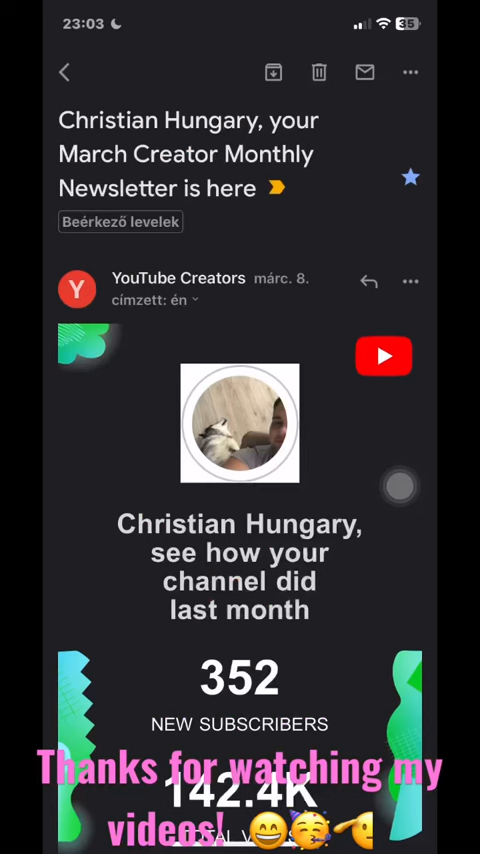 23:03
35
Christian Hungary, your
March Creator Monthly
Newsletter is here
Beérkező levelek
Y
YouTube Creators márc. 8.
címzett: én
Christian Hungary,
see how your
channel did
last month
352
NEW SUBSCRIBERS
Thanks for watching my
142.4K
videos! 😄🥳🫡
TOTAL VIEWS